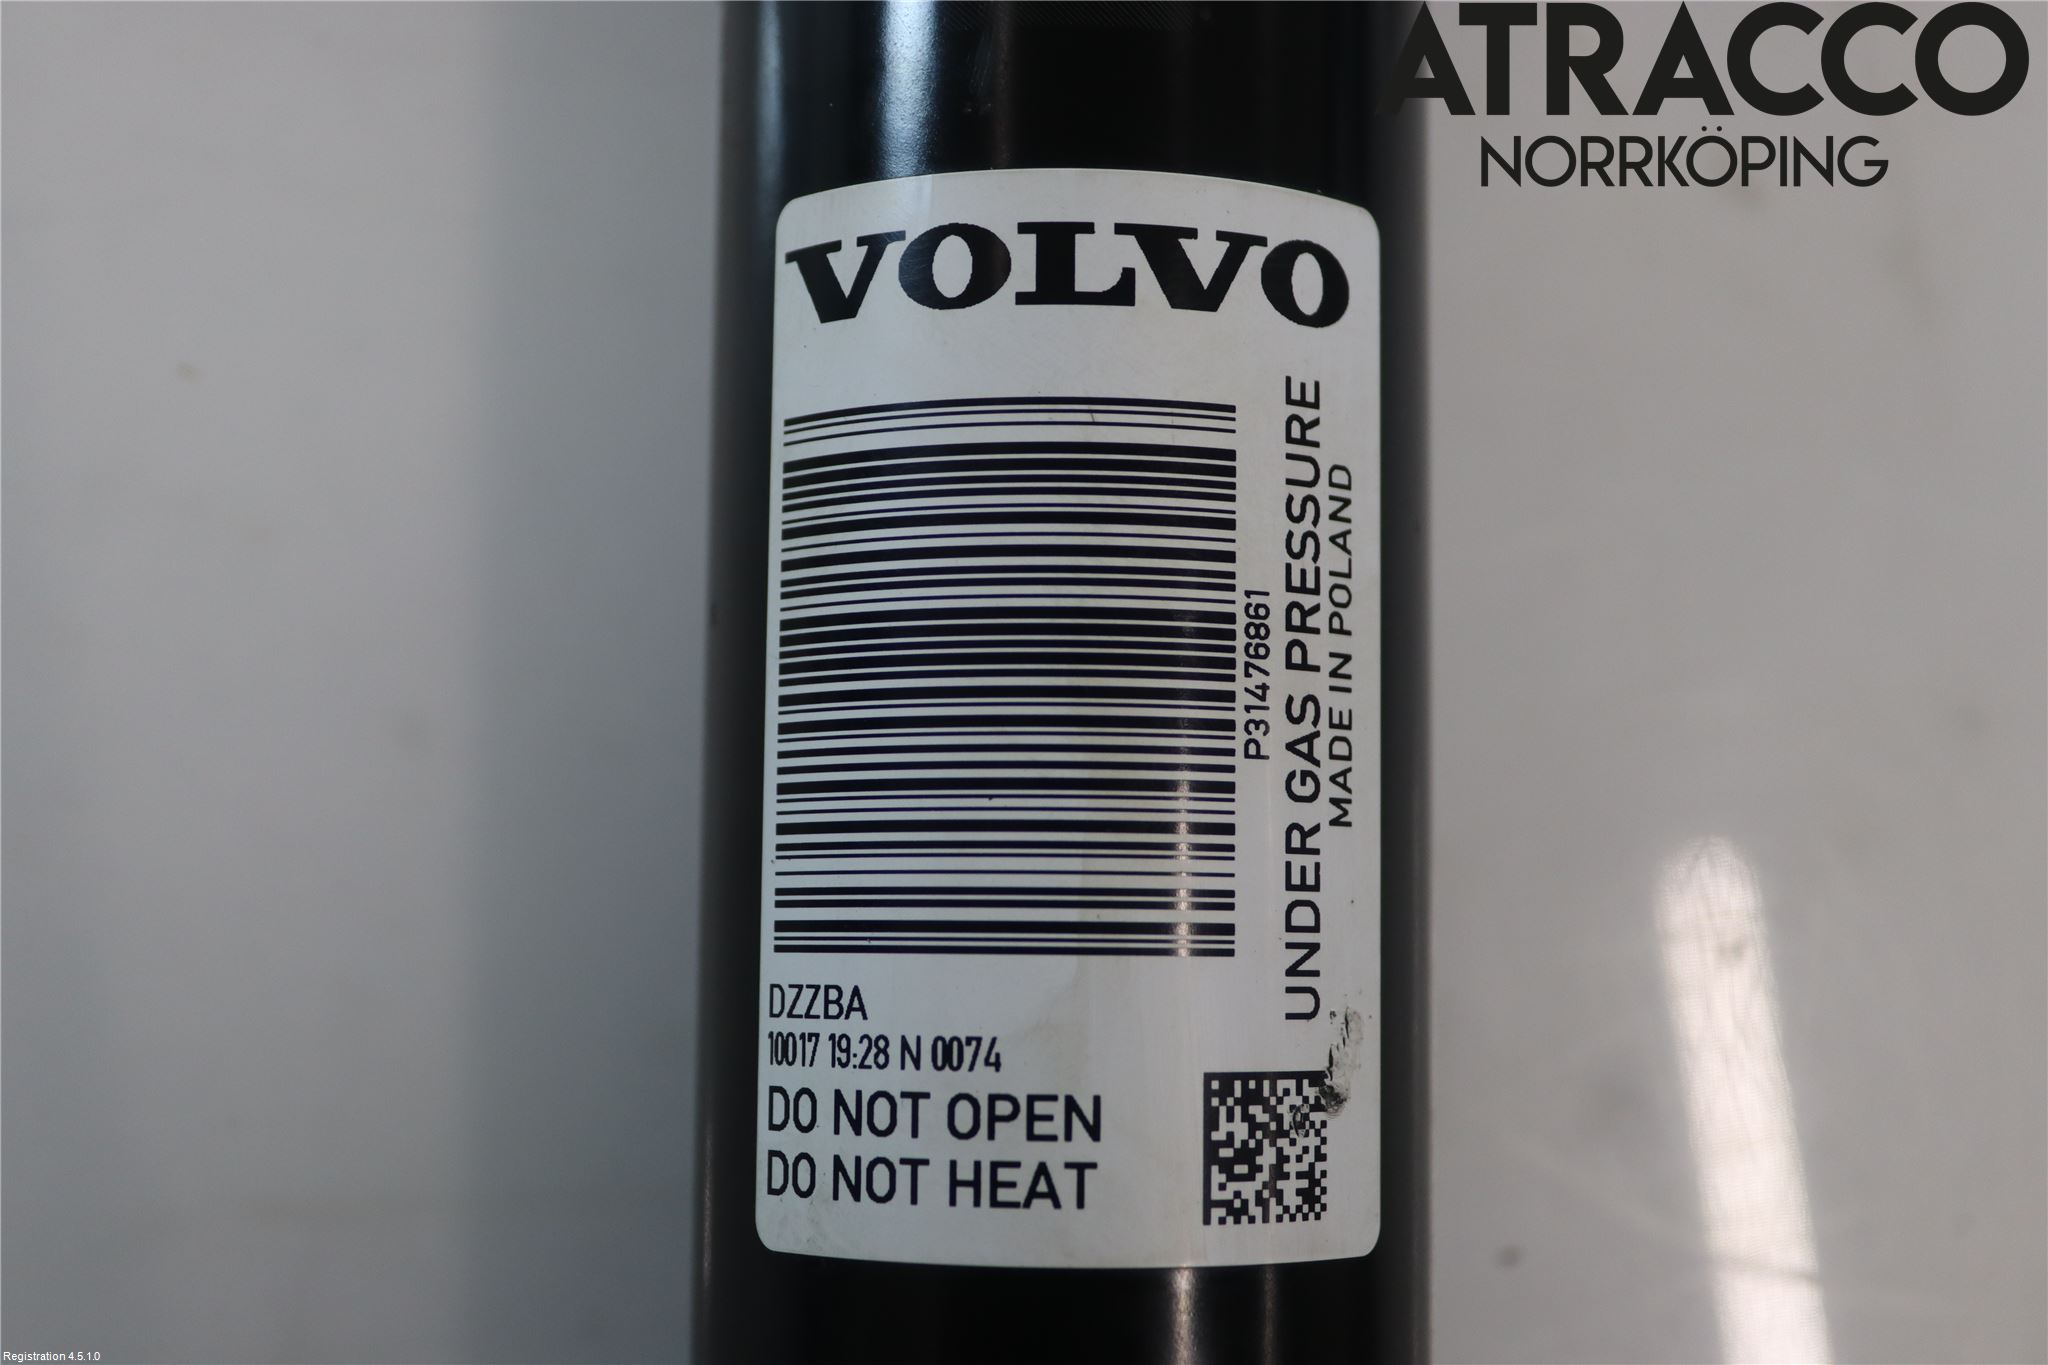 ATRACCO
NORRKÖPING
VOLVO
P31476861
UNDER GAS PRESSURE
MADE IN POLAND
DZZBA
10017 19:28 N 0074
DO NOT OPEN
DO NOT HEAT
Registration 4.5.1.0